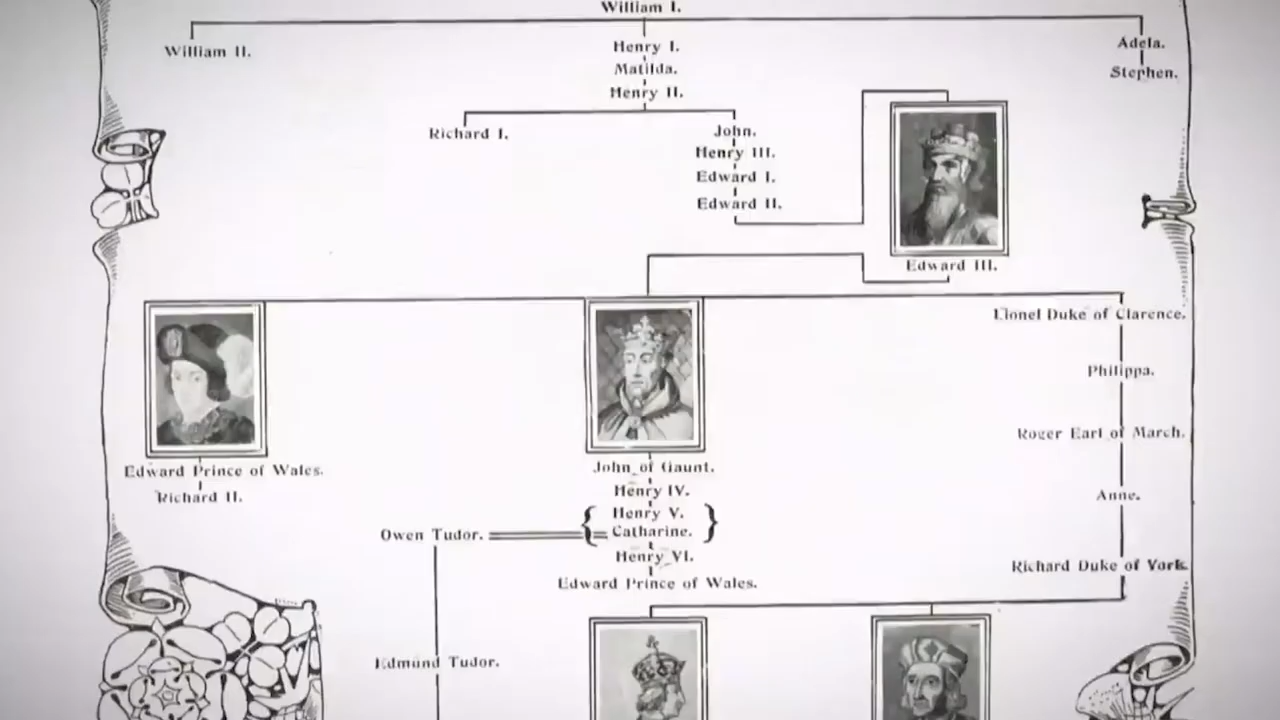 William I.
William II.
Henry I.
Adela.
Matilda.
Stephen.
Henry II.
Richard I.
John.
Henry III.
Edward I.
Edward II.
Edward III.
Lionel Duke of Clarence.
Philippa.
Roger Earl of March.
Edward Prince of Wales.
John of Gaunt.
Richard II.
Henry IV.
Anne.
Henry V.
Owen Tudor.
Catharine.
Henry VI.
Richard Duke of York.
Edward Prince of Wales.
Edmund Tudor.